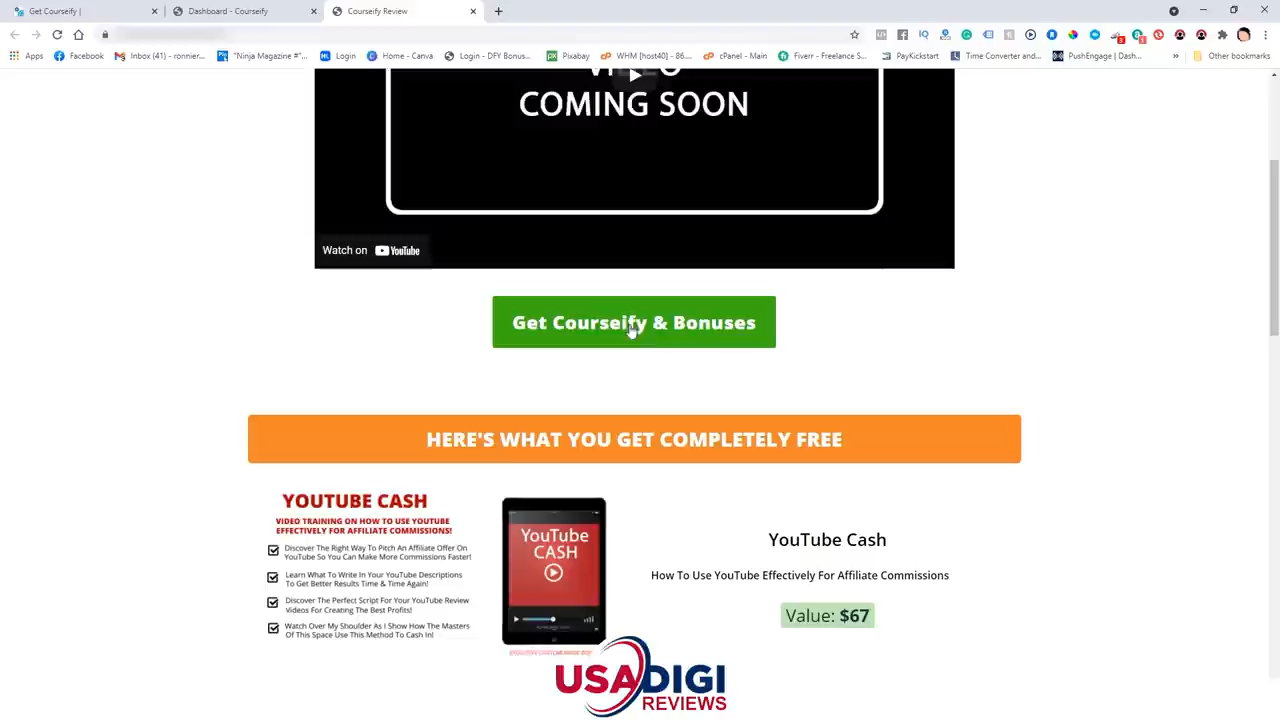 Get Courseify |
Dashboard - Courseify
Courseify Review
Apps
Facebook
Inbox (41) - ronnier...
"Ninja Magazine #"...
Login
Home - Canva
Login - DFY Bonus...
Pixabay
WHM [host40] - 86....
cPanel - Main
Fiverr - Freelance S...
PayKickstart
Time Converter and...
PushEngage | Dash...
Other bookmarks
COMING SOON
Watch on YouTube
Get Courseify & Bonuses
HERE'S WHAT YOU GET COMPLETELY FREE
YOUTUBE CASH
VIDEO TRAINING ON HOW TO USE YOUTUBE
EFFECTIVELY FOR AFFILIATE COMMISSIONS!
Discover The Right Way To Pitch An Affiliate Offer On
YouTube So You Can Make More Commissions Faster!
Learn What To Write In Your YouTube Descriptions
To Get Better Results Time & Time Again!
Discover The Perfect Script For Your YouTube Review
Videos For Creating The Best Profits!
Watch Over My Shoulder As I Show How The Masters
Of This Space Use This Method To Cash In!
YouTube
CASH
YouTube Cash
How To Use YouTube Effectively For Affiliate Commissions
Value: $67
USADIGI
REVIEWS